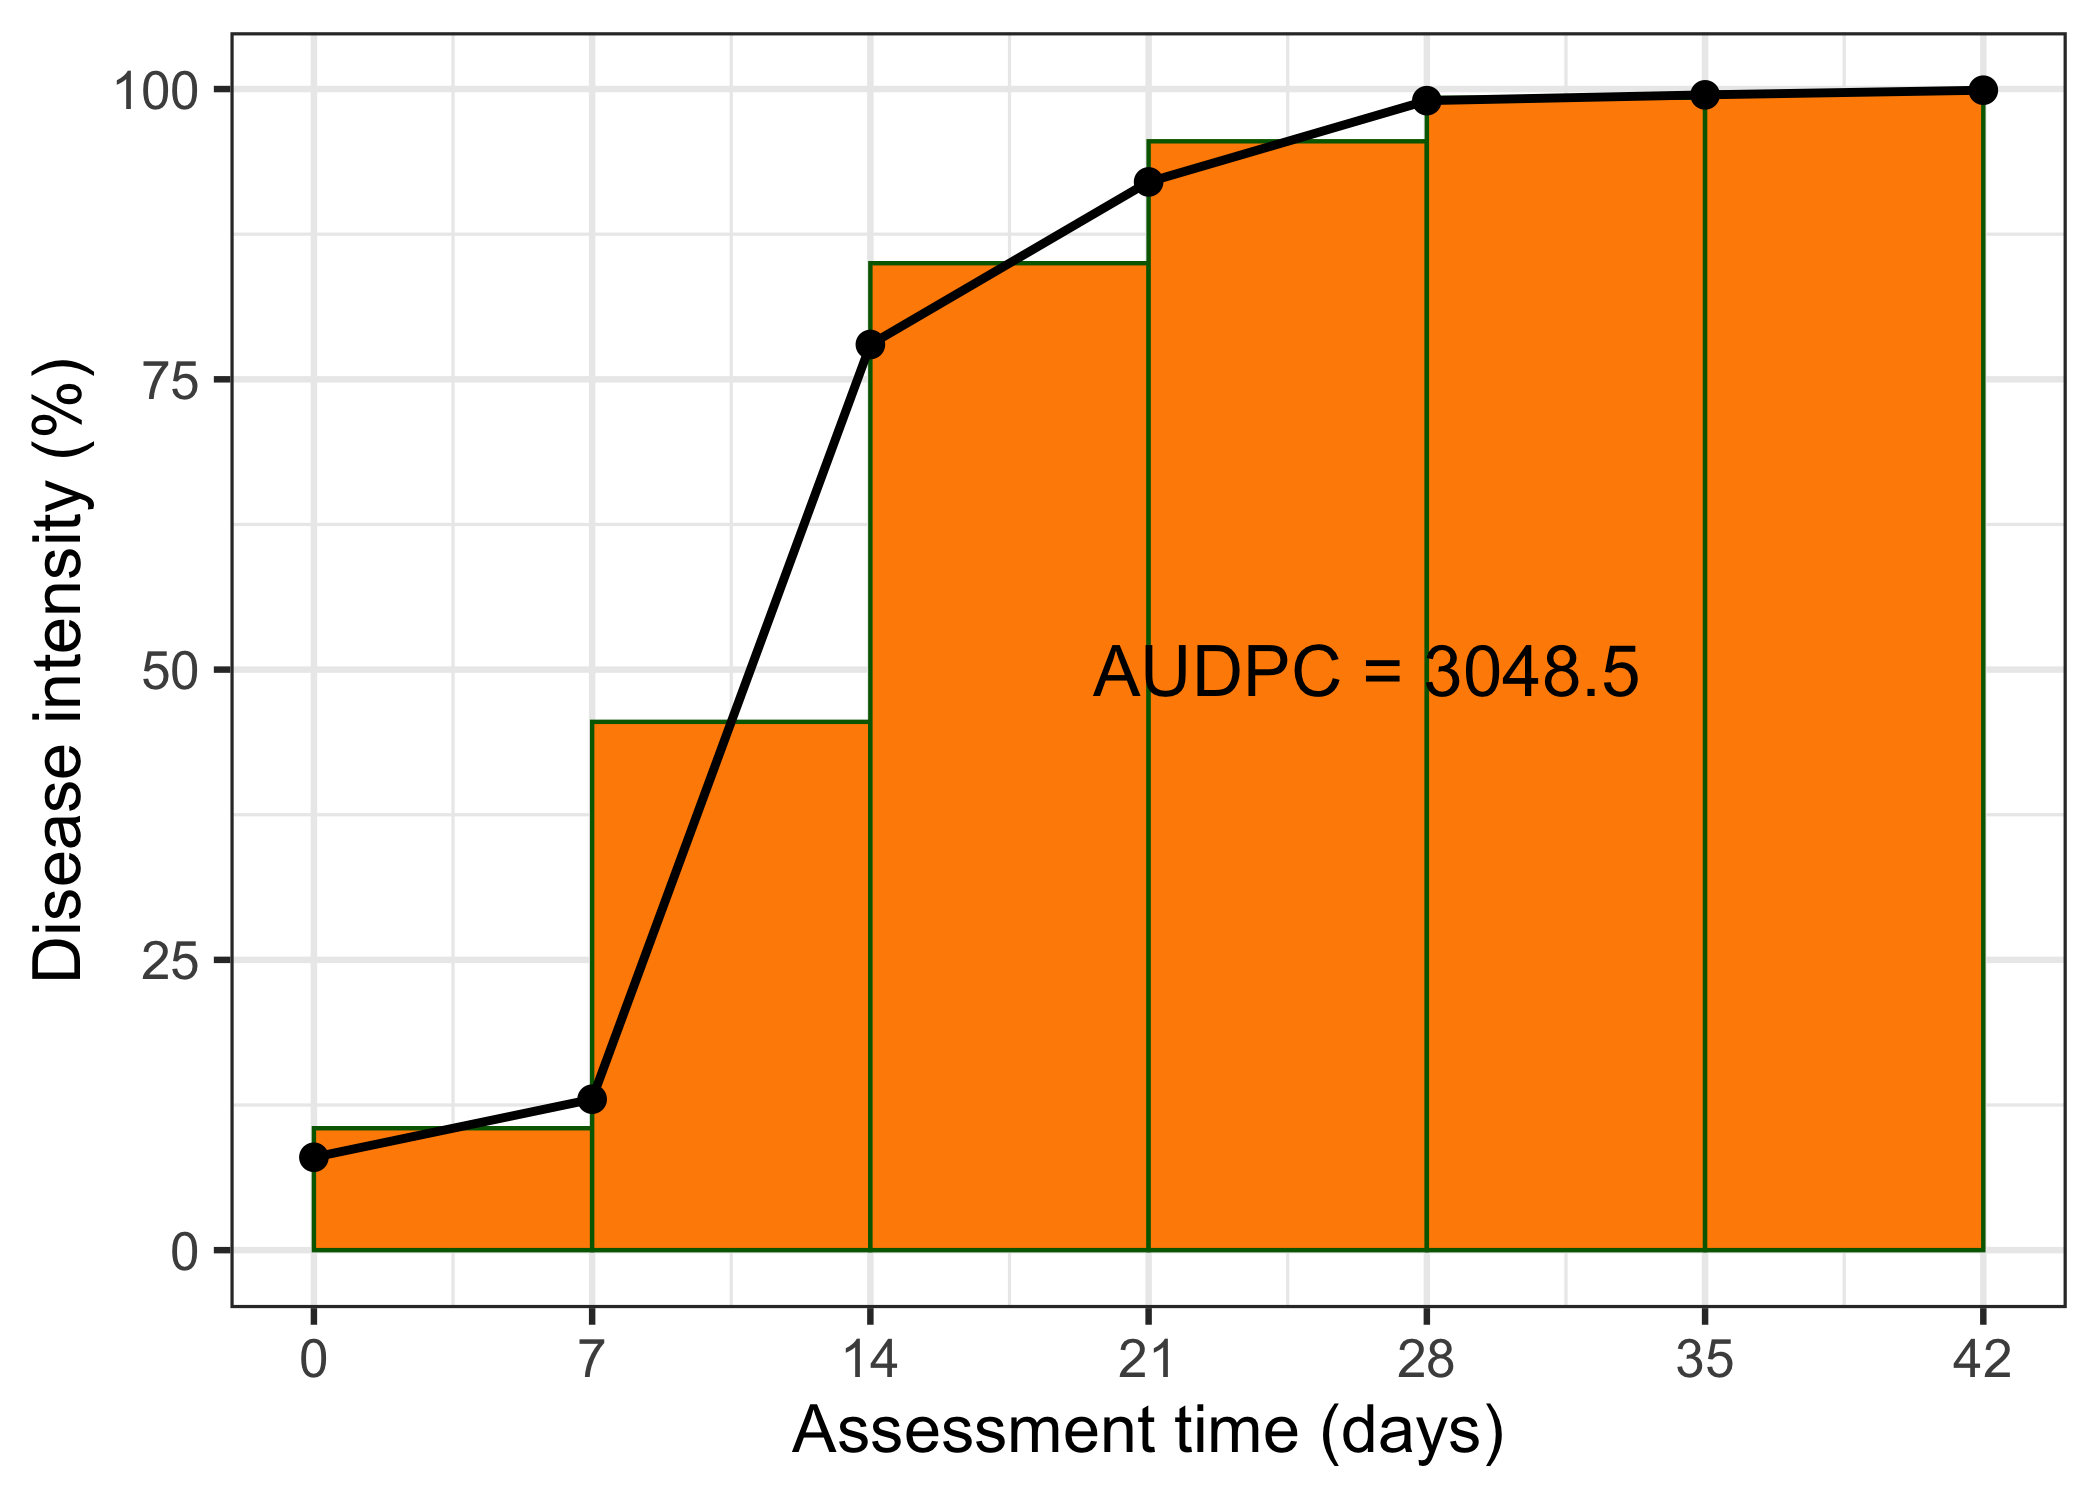 Disease intensity (%)
100
75
50
25
0
AUDPC = 3048.5
0 7 14 21 28 35 42
Assessment time (days)